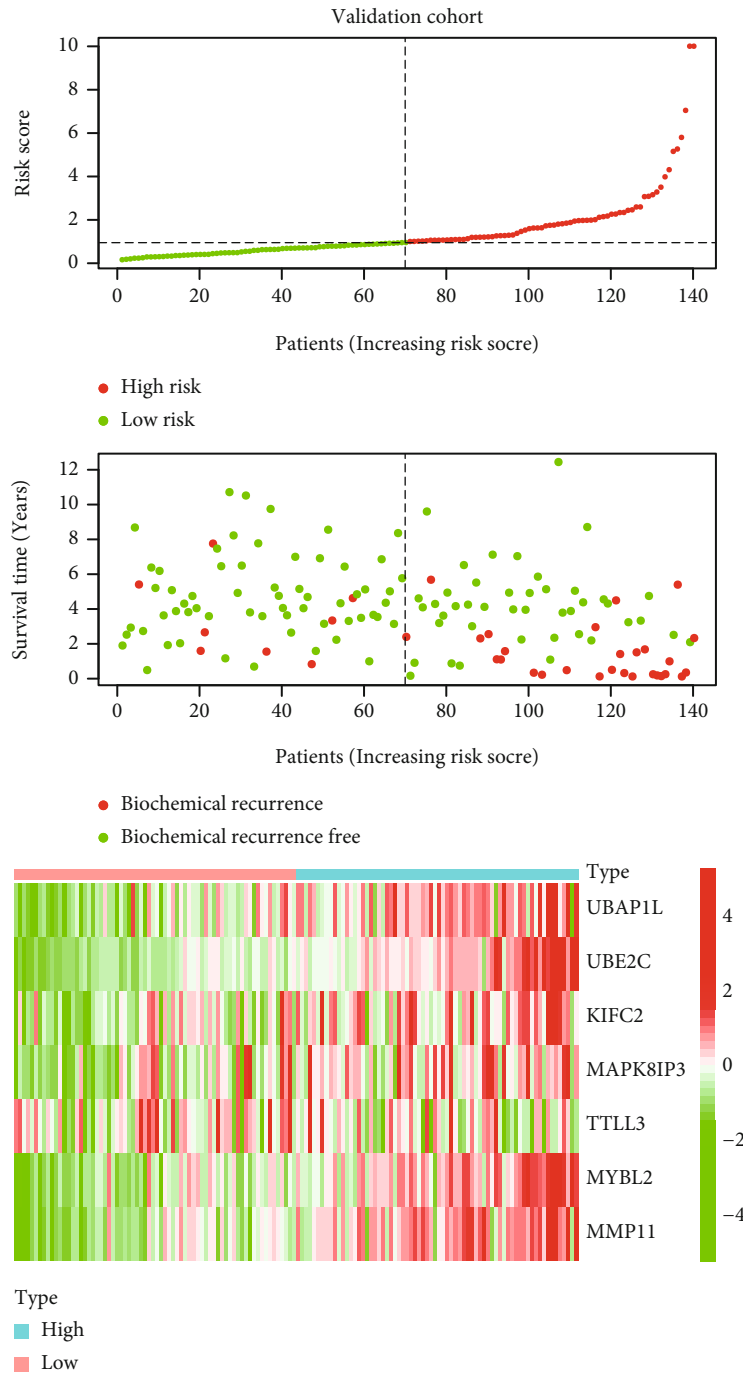 Validation cohort
Risk score
10
8
6
4
2
0
0 20 40 60 80 100 120 140
Patients (Increasing risk socre)
High risk
Low risk
Survival time (Years)
12
10
8
6
4
2
0
0 20 40 60 80 100 120 140
Patients (Increasing risk socre)
Biochemical recurrence
Biochemical recurrence free
Type
UBAP1L
UBE2C
KIFC2
MAPK8IP3
TTLL3
MYBL2
MMP11
4
2
0
−2
−4
Type
High
Low